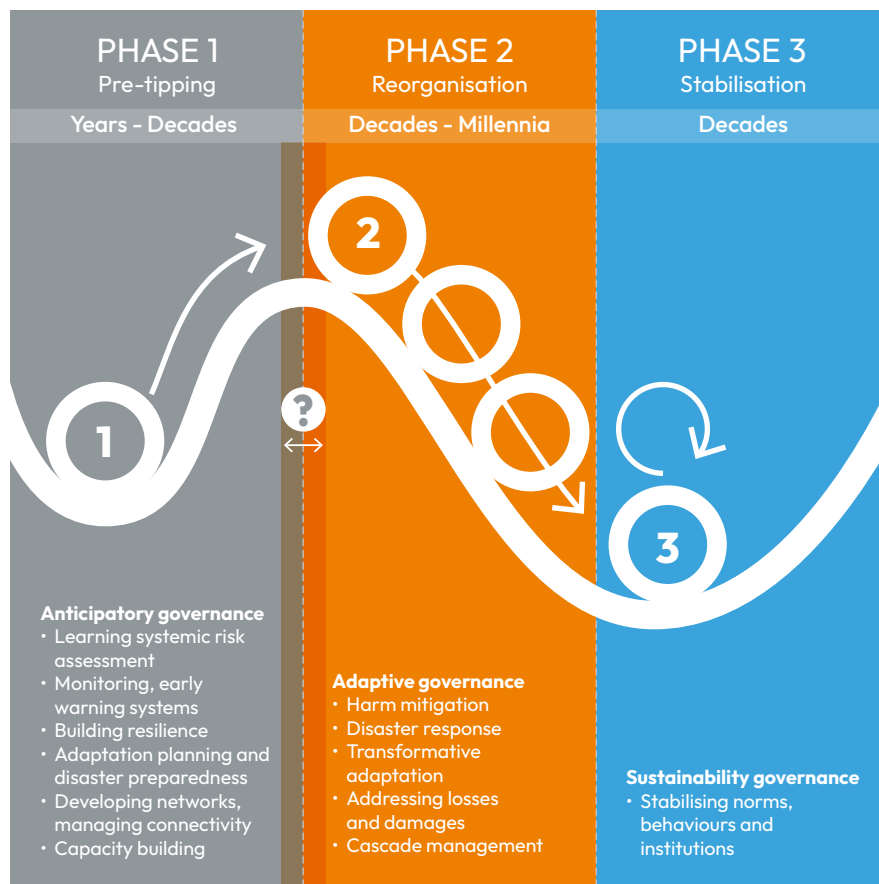 PHASE 1
Pre-tipping
Years - Decades
PHASE 2
Reorganisation
Decades - Millennia
PHASE 3
Stabilisation
Decades
1
?
2
3
Anticipatory governance
• Learning systemic risk
assessment
• Monitoring, early
warning systems
• Building resilience
• Adaptation planning and
disaster preparedness
• Developing networks,
managing connectivity
• Capacity building
Adaptive governance
• Harm mitigation
• Disaster response
• Transformative
adaptation
• Addressing losses
and damages
• Cascade management
Sustainability governance
• Stabilising norms,
behaviours and
institutions